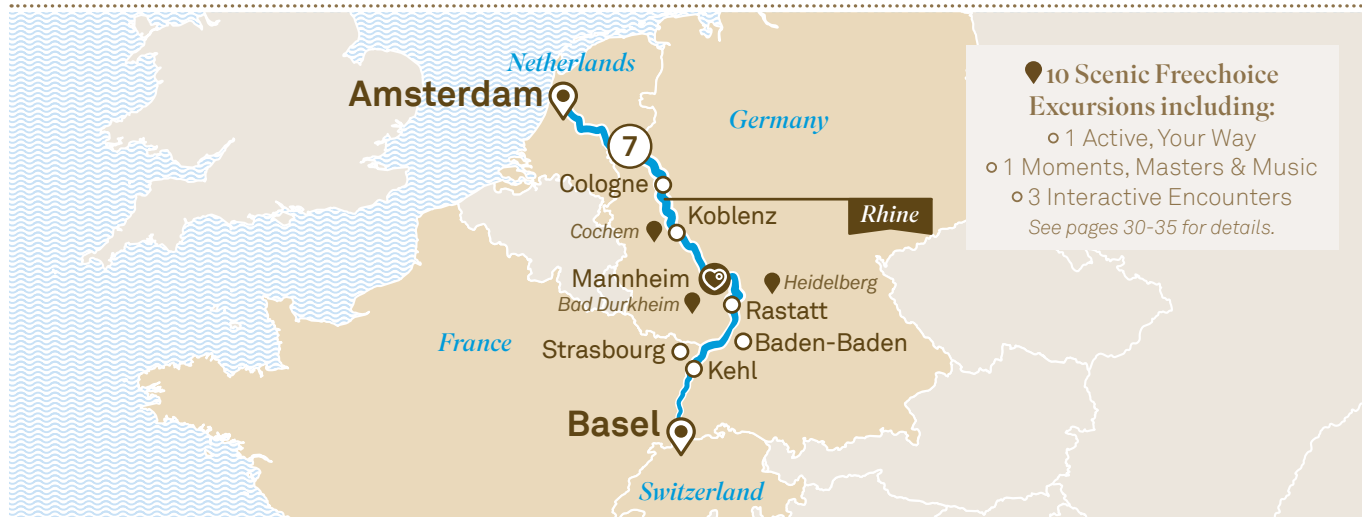 Netherlands
Amsterdam
Germany
7
Cologne
Rhine
Koblenz
Cochem
Mannheim
Heidelberg
Bad Durkheim
Rastatt
France
Strasbourg
Baden-Baden
Kehl
Basel
Switzerland
10 Scenic Freechoice
Excursions including:
1 Active, Your Way
1 Moments, Masters & Music
3 Interactive Encounters
See pages 30-35 for details.